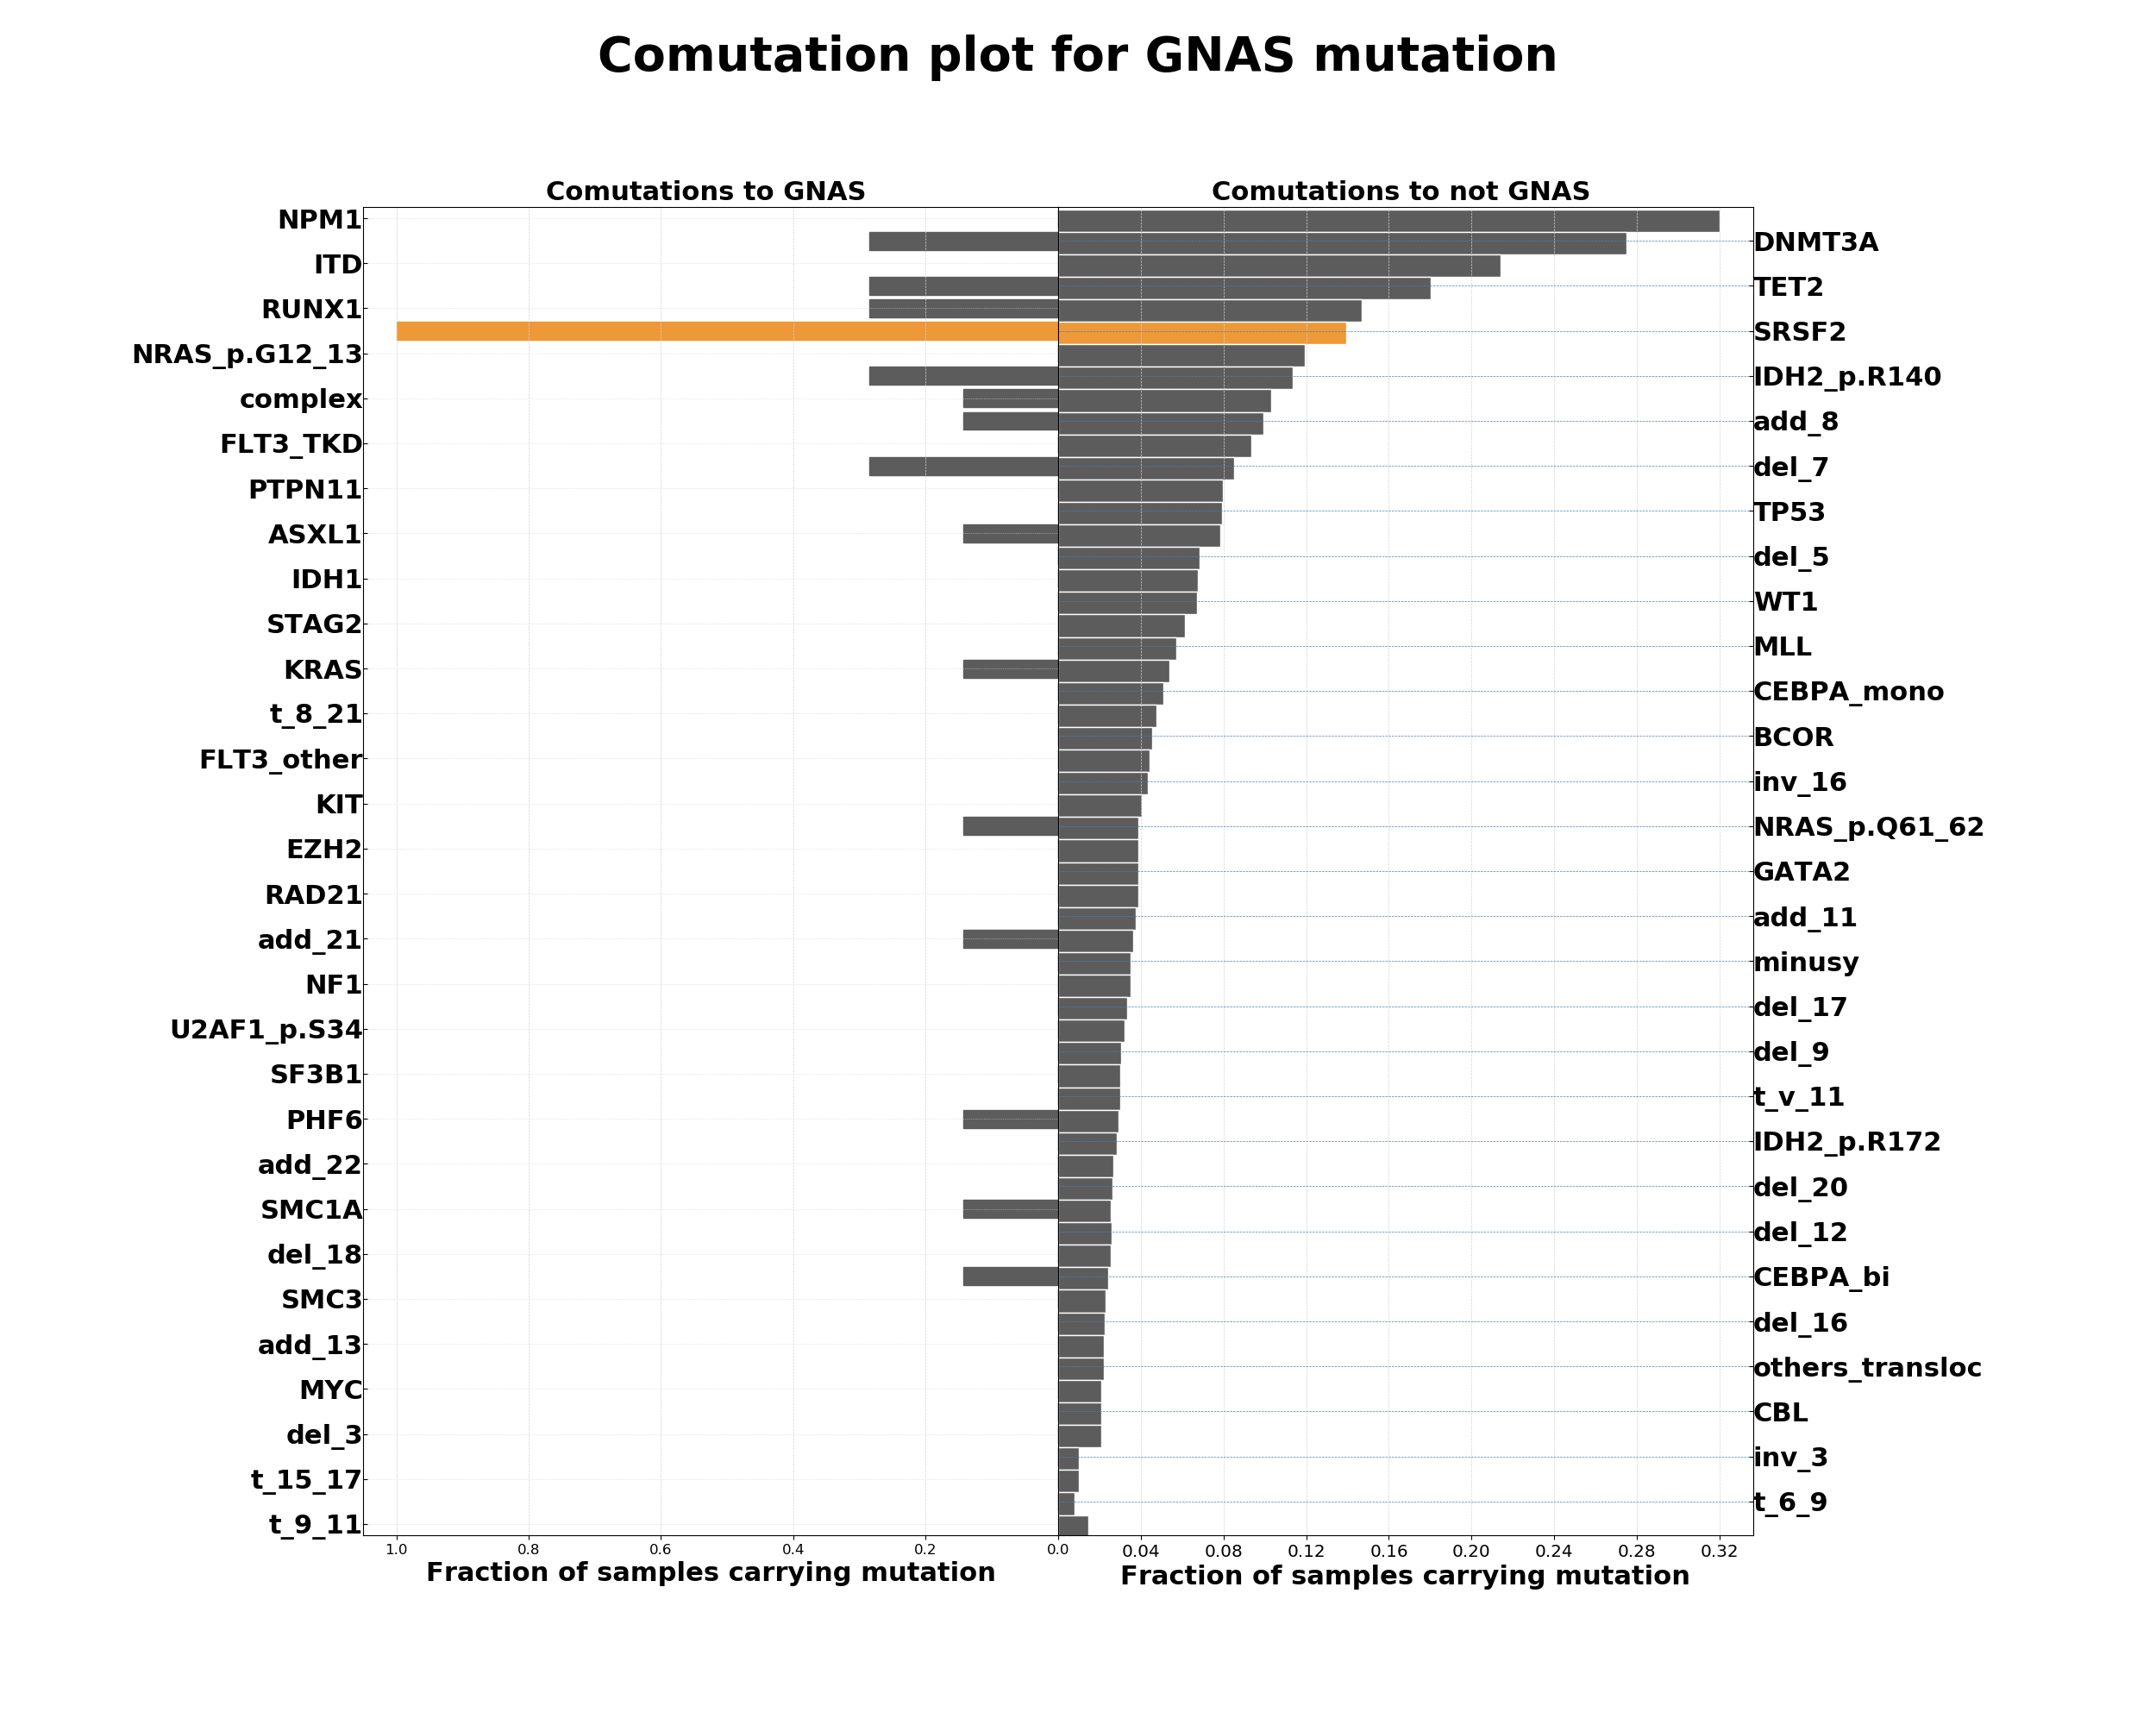 Comutation plot for GNAS mutation
Comutations to GNAS
Comutations to not GNAS
NPM1
DNMT3A
ITD
TET2
RUNX1
SRSF2
NRAS_p.G12_13
IDH2_p.R140
complex
add_8
FLT3_TKD
del_7
PTPN11
TP53
ASXL1
del_5
IDH1
WT1
STAG2
MLL
KRAS
CEBPA_mono
t_8_21
BCOR
FLT3_other
inv_16
KIT
NRAS_p.Q61_62
EZH2
GATA2
RAD21
add_11
add_21
minusy
NF1
del_17
U2AF1_p.S34
del_9
SF3B1
t_v_11
PHF6
IDH2_p.R172
add_22
del_20
SMC1A
del_12
del_18
CEBPA_bi
SMC3
del_16
add_13
others_transloc
MYC
CBL
del_3
inv_3
t_15_17
t_6_9
t_9_11
1.0 0.8 0.6 0.4 0.2 0.0 0.04 0.08 0.12 0.16 0.20 0.24 0.28 0.32
Fraction of samples carrying mutation
Fraction of samples carrying mutation